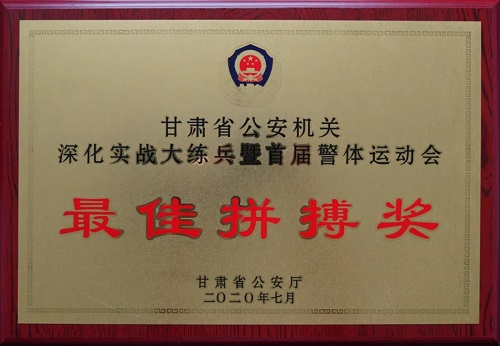 甘肃省公安机关
深化实战大练兵暨首届警体运动会
最佳拼搏奖
甘肃省公安厅
二〇二〇年七月